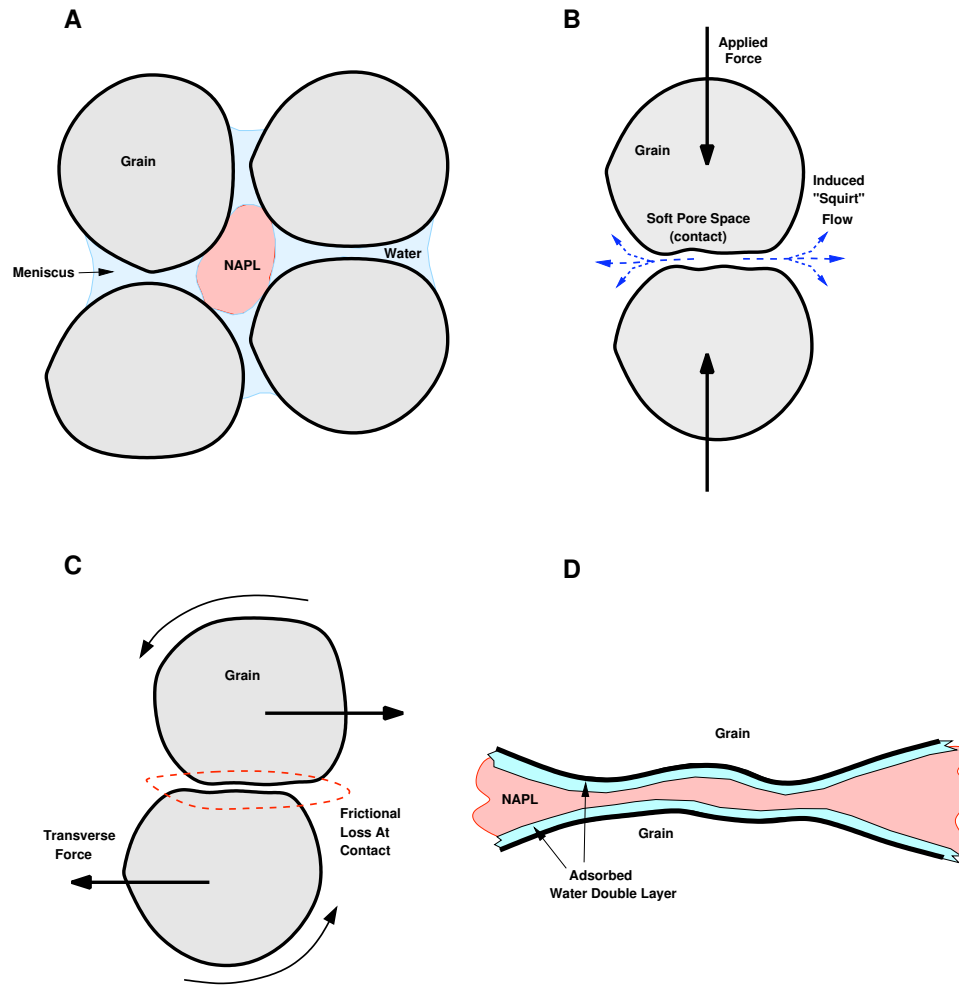 A
Grain
NAPL
Water
Meniscus
B
Applied
Force
Grain
Induced
"Squirt"
Flow
Soft Pore Space
(contact)
C
Grain
Frictional
Loss At
Contact
Transverse
Force
D
Grain
NAPL
Grain
Adsorbed
Water Double Layer